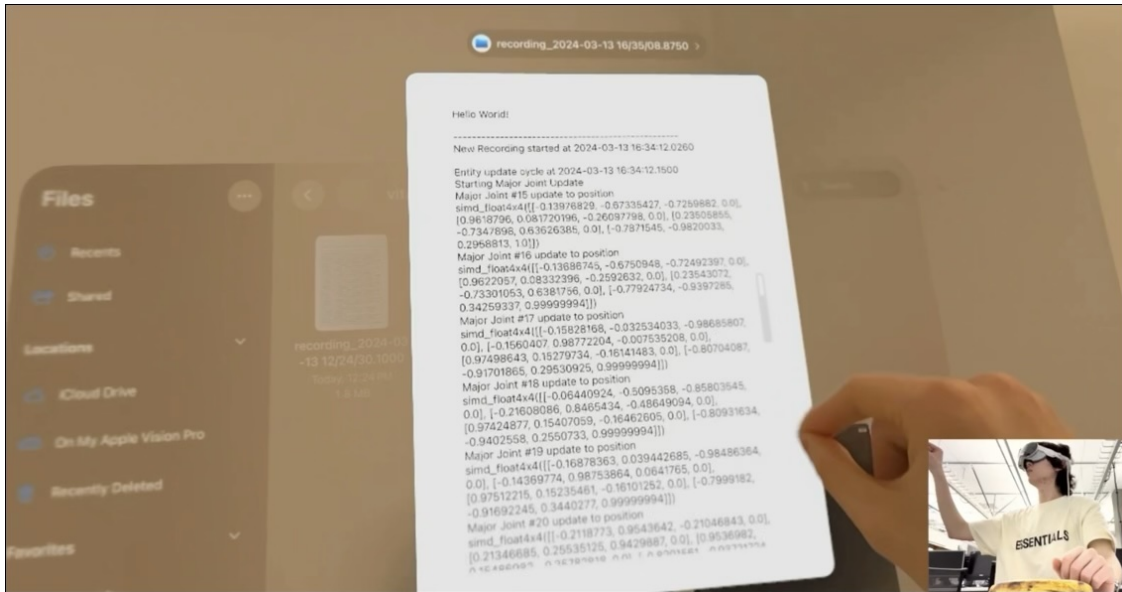 recording_2024-03-13 16/35/08.8750
Hello World!
New Recording started at 2024-03-13 16:34:12.0260
Entity update cycle at 2024-03-13 16:34:12.1500
Starting Major Joint Update
Major Joint #15 update to position
simd_float4x4([[-0.13976829, -0.67335427, -0.7259882, 0.0],
[0.9618796, 0.081720196, -0.26097798, 0.0], [0.23505855,
-0.7347898, 0.63626385, 0.0], [-0.7871545, -0.9820033,
0.2958813, 1.0]])
Major Joint #16 update to position
simd_float4x4([[-0.13686745, -0.6750948, -0.72492397, 0.0],
[0.9622057, 0.08332396, -0.2592632, 0.0], [0.23543072,
-0.73301053, 0.6381756, 0.0], [-0.77924734, -0.9397285,
0.34259337, 0.99999994]])
Major Joint #17 update to position
simd_float4x4([[-0.15828168, -0.032534033, -0.98685807,
0.0], [-0.1560407, 0.98772204, -0.007535208, 0.0],
[0.97498643, 0.15279734, -0.16141483, 0.0], [-0.80704087,
-0.91701865, 0.29530925, 0.99999994]])
Major Joint #18 update to position
simd_float4x4([[-0.06440924, -0.5095358, -0.85803545,
0.0], [-0.21608086, 0.8465434, -0.48649094, 0.0],
[0.97424877, 0.15407059, -0.16462605, 0.0], [-0.80931634,
-0.9402558, 0.2550733, 0.99999994]])
Major Joint #19 update to position
simd_float4x4([[-0.16878363, 0.039442685, -0.98486364,
0.0], [-0.14369774, 0.98753864, 0.0641765, 0.0],
[0.97512215, 0.15235461, -0.16101252, 0.0], [-0.7999182,
-0.91692245, 0.3440277, 0.99999994]])
Major Joint #20 update to position
simd_float4x4([[-0.2118773, 0.9543642, -0.21046843, 0.0],
[0.21346685, 0.25535125, 0.9429887, 0.0], [0.9536982,
Files
Recents
Shared
Locations
iCloud Drive
On My Apple Vision Pro
Recently Deleted
Favorites
recording_2024-03
-13 12/24/30.1000
Today, 12:24 PM
ESSENTIALS